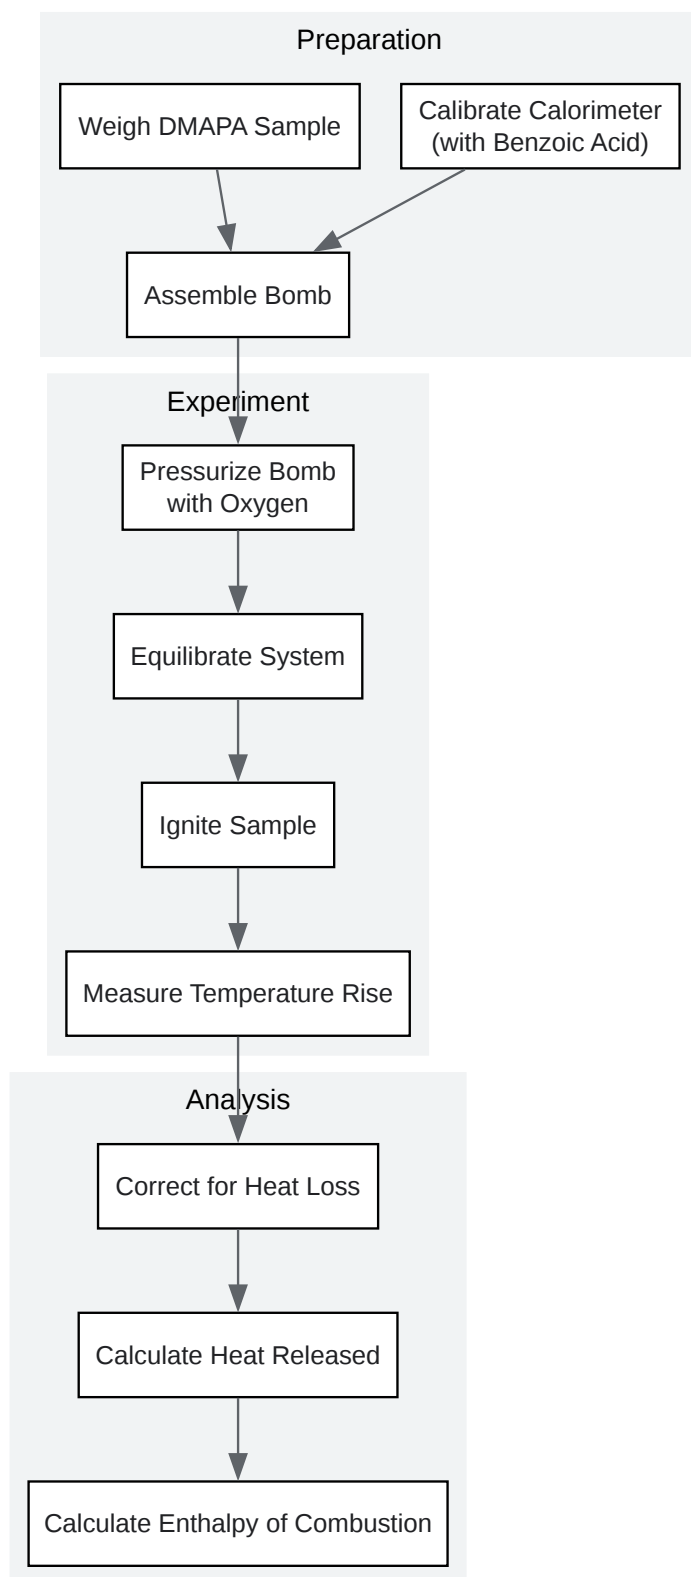 Preparation
Weigh DMAPA Sample
Calibrate Calorimeter
(with Benzoic Acid)
Assemble Bomb
Experiment
Pressurize Bomb
with Oxygen
Equilibrate System
Ignite Sample
Measure Temperature Rise
Analysis
Correct for Heat Loss
Calculate Heat Released
Calculate Enthalpy of Combustion